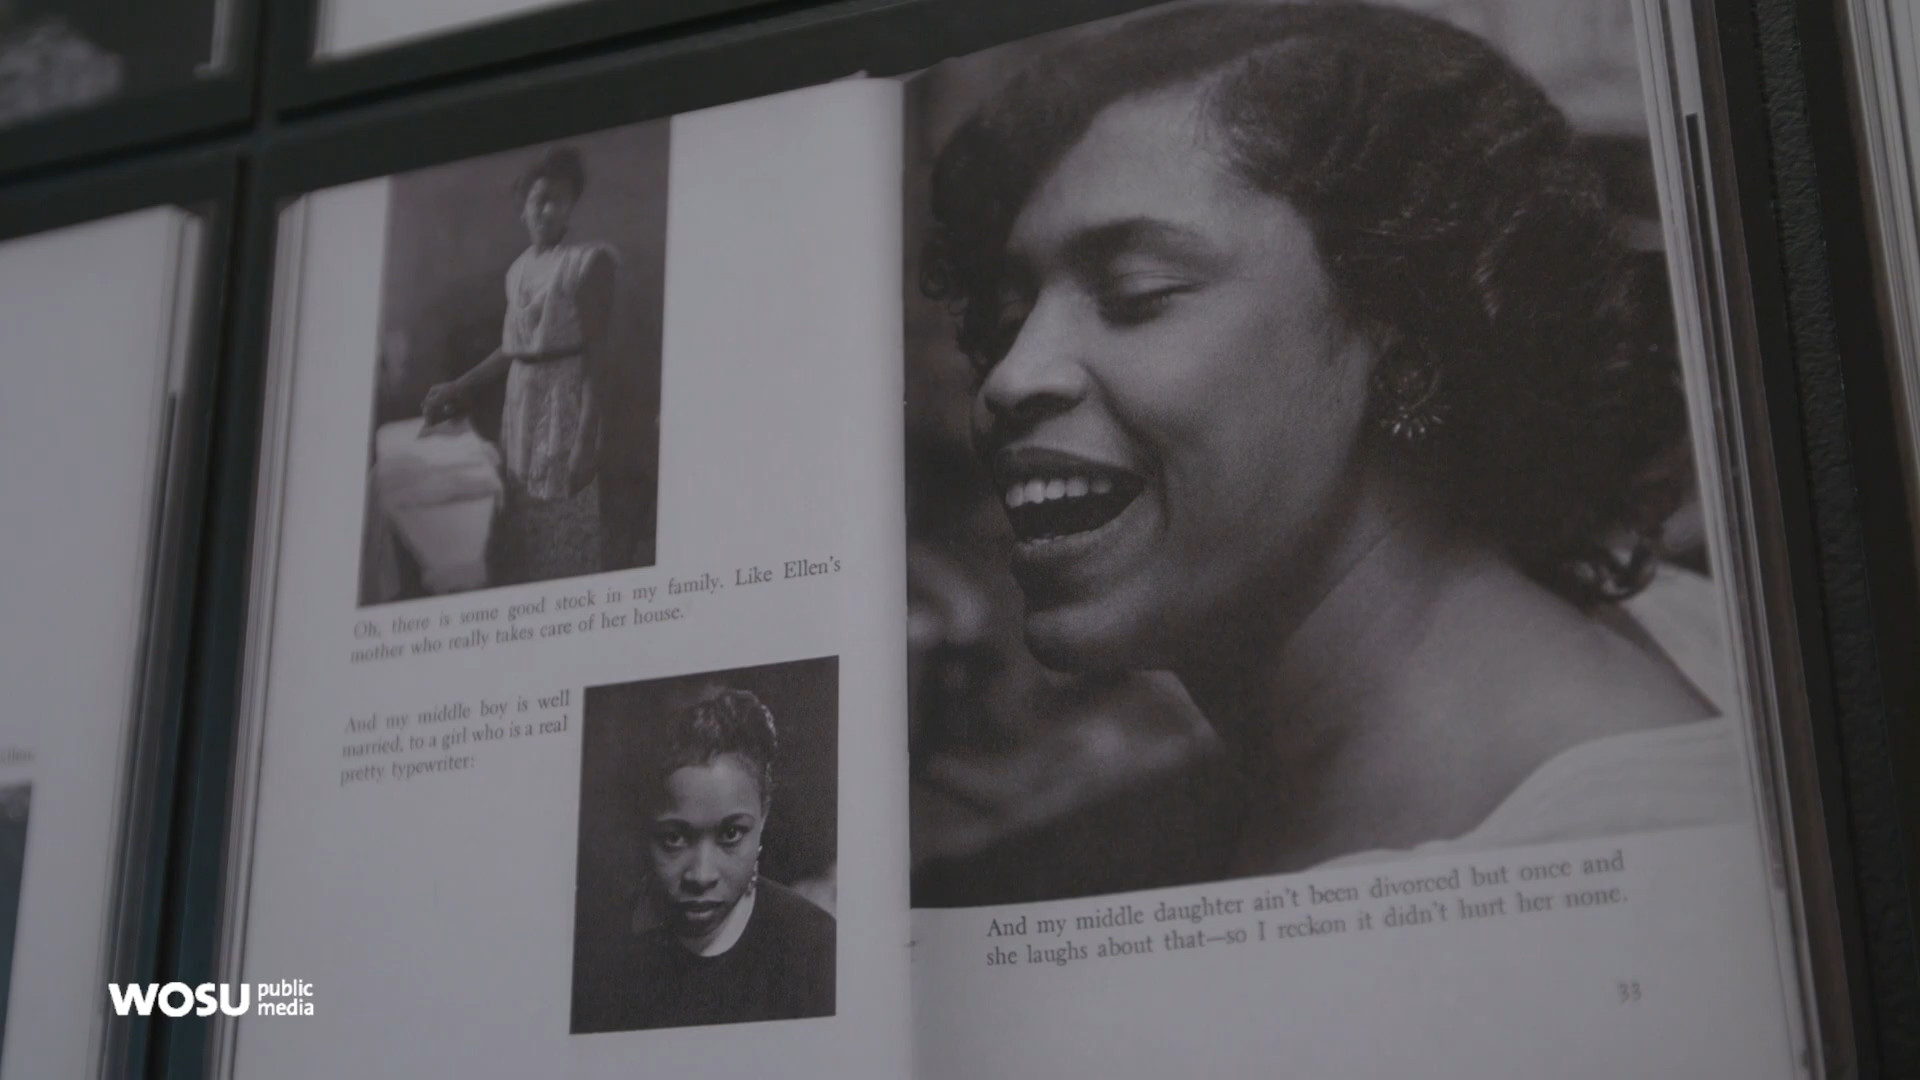 Oh, there is some good stock in my family. Like Ellen's
mother who really takes care of her house.
And my middle boy is well
married, to a girl who is a real
pretty typewriter:
And my middle daughter ain't been divorced but once and
she laughs about that—so I reckon it didn't hurt her none.
33
WOSU public
media